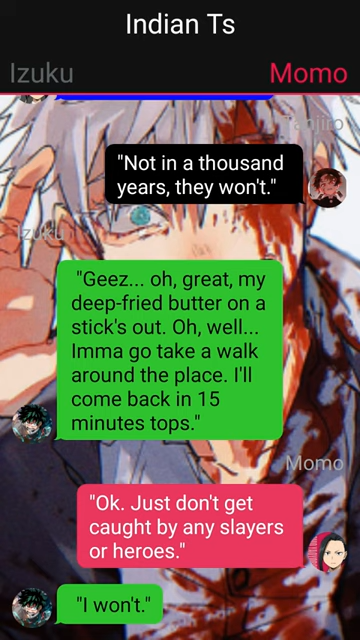 Indian Ts
Izuku Momo
Tanjiro
"Not in a thousand
years, they won't."
Izuku
"Geez... oh, great, my
deep-fried butter on a
stick's out. Oh, well...
Imma go take a walk
around the place. I'll
come back in 15
minutes tops."
Momo
"Ok. Just don't get
caught by any slayers
or heroes."
"I won't."